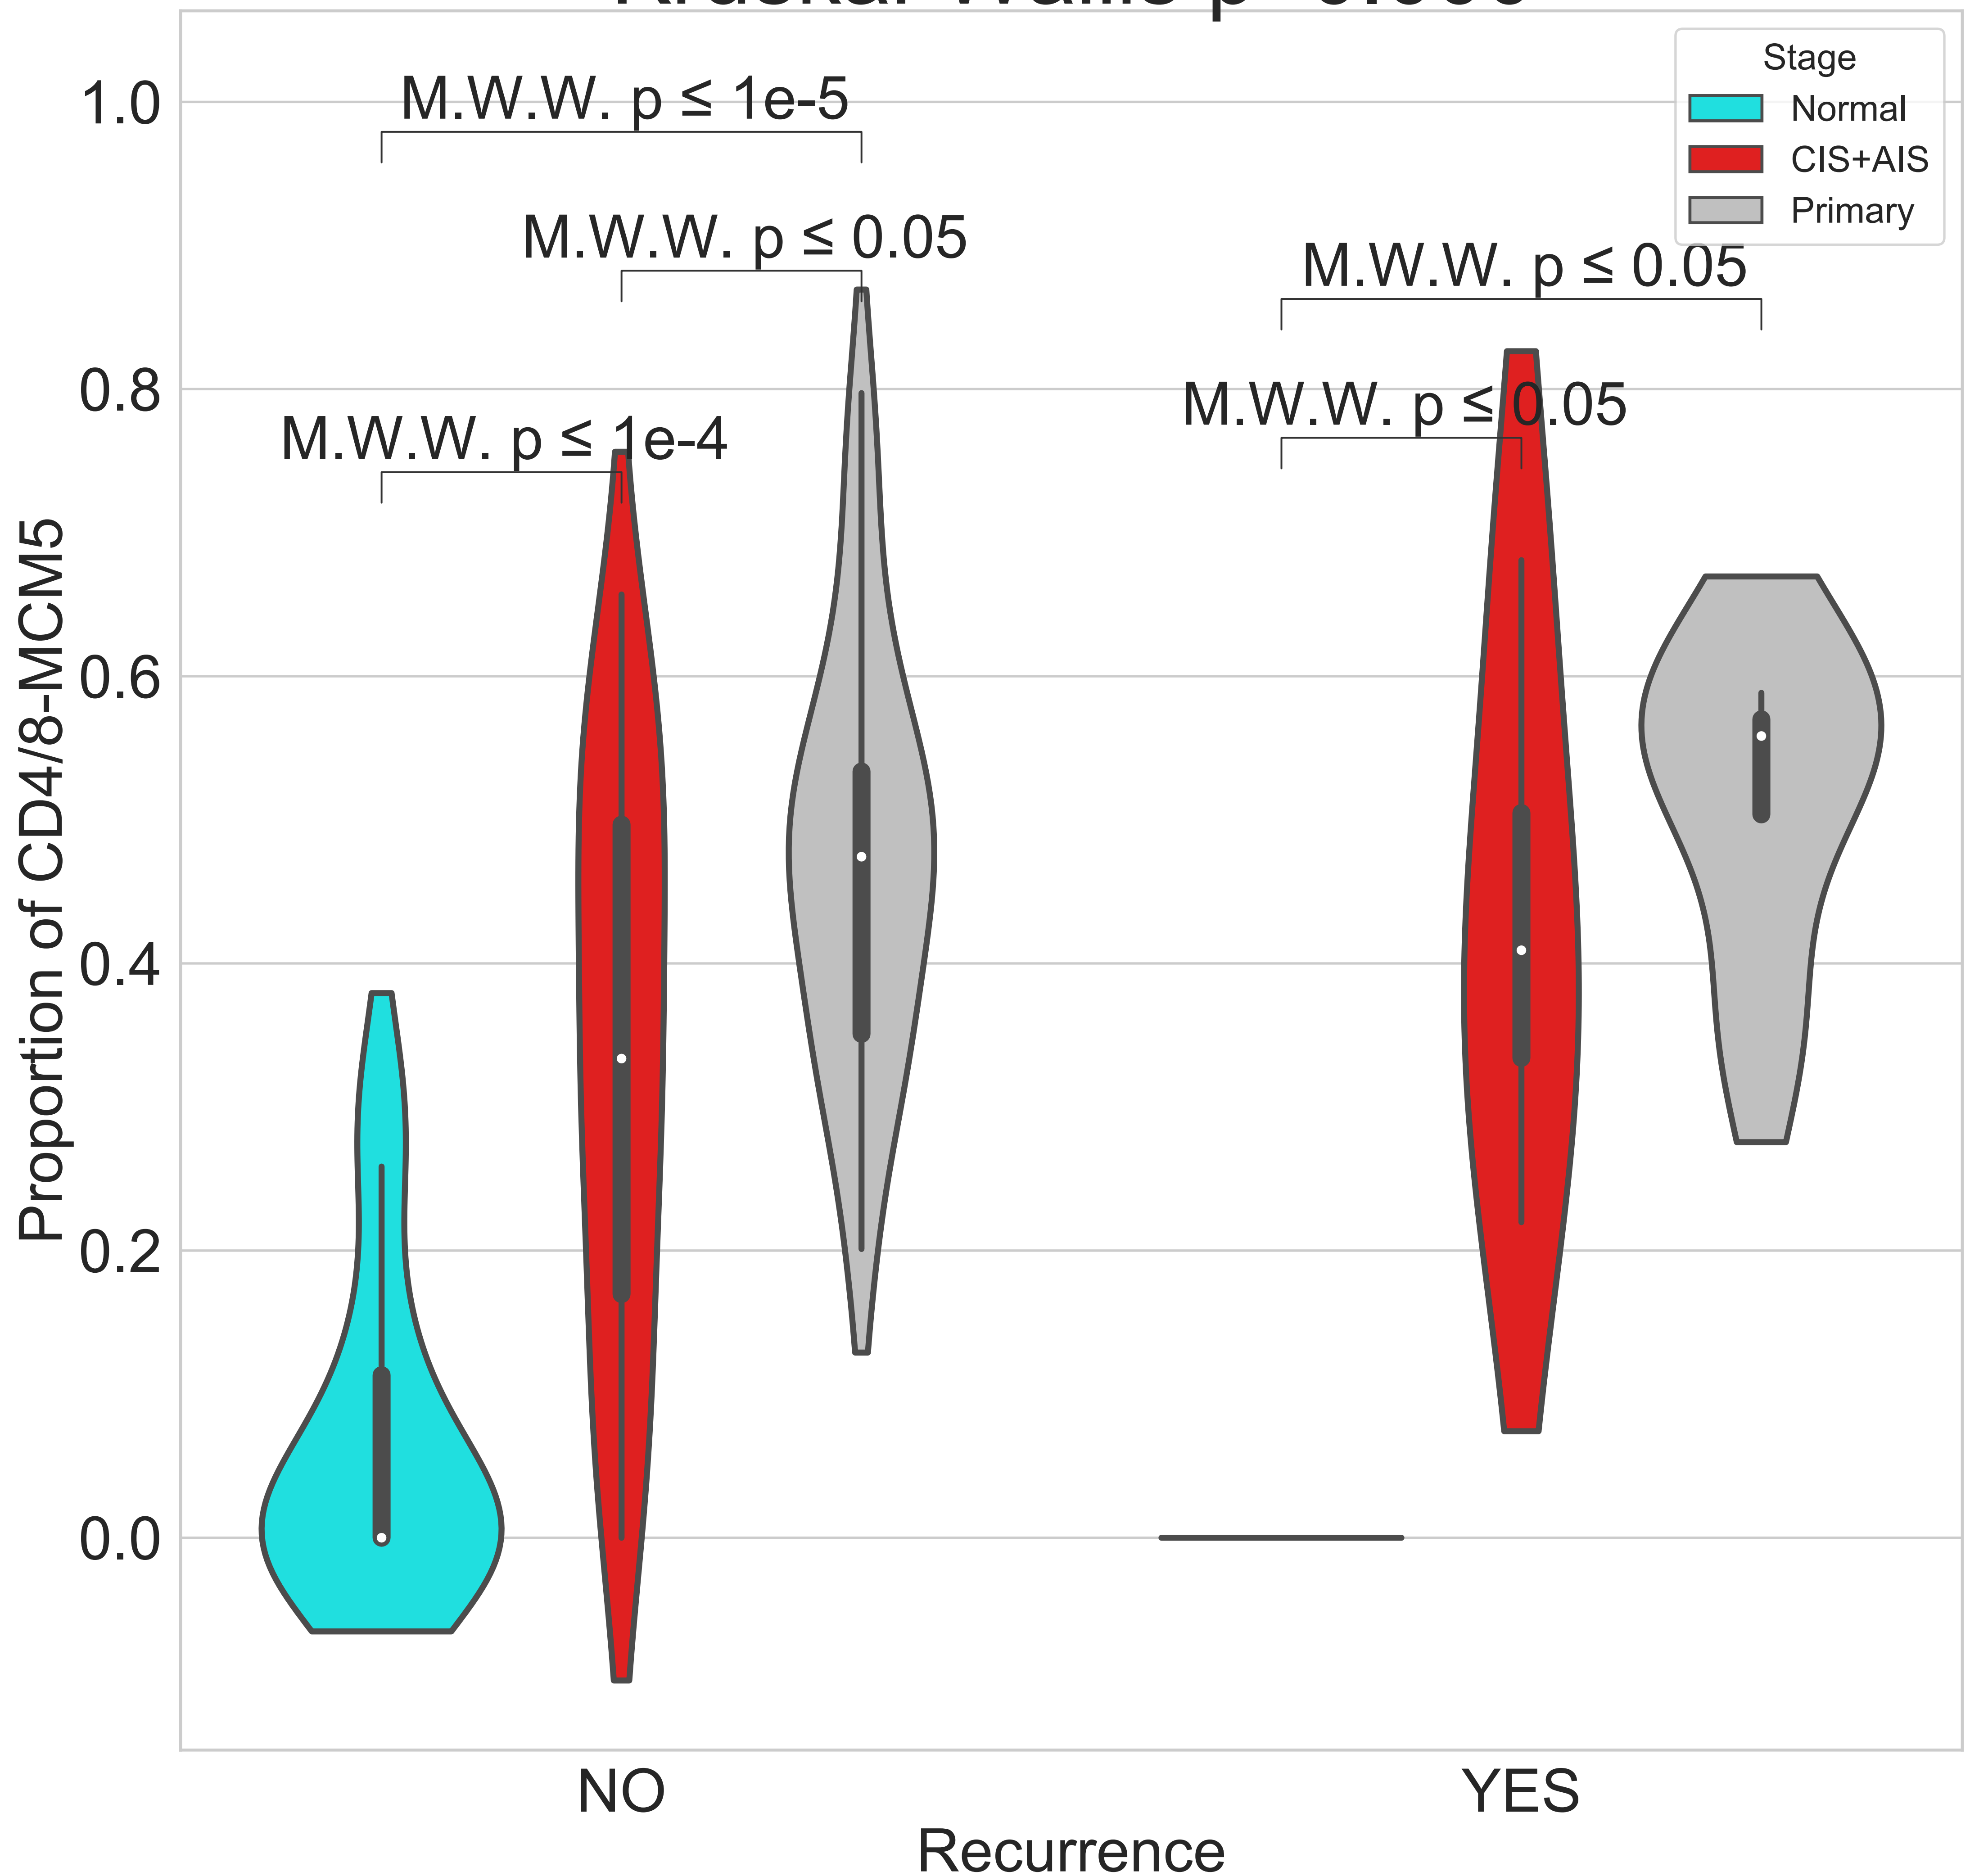 Stage
Normal
CIS+AIS
Primary
M.W.W. p ≤ 1e-5
M.W.W. p ≤ 0.05
M.W.W. p ≤ 1e-4
M.W.W. p ≤ 0.05
M.W.W. p ≤ 0.05
Proportion of CD4/8-MCM5
1.0
0.8
0.6
0.4
0.2
0.0
NO
YES
Recurrence